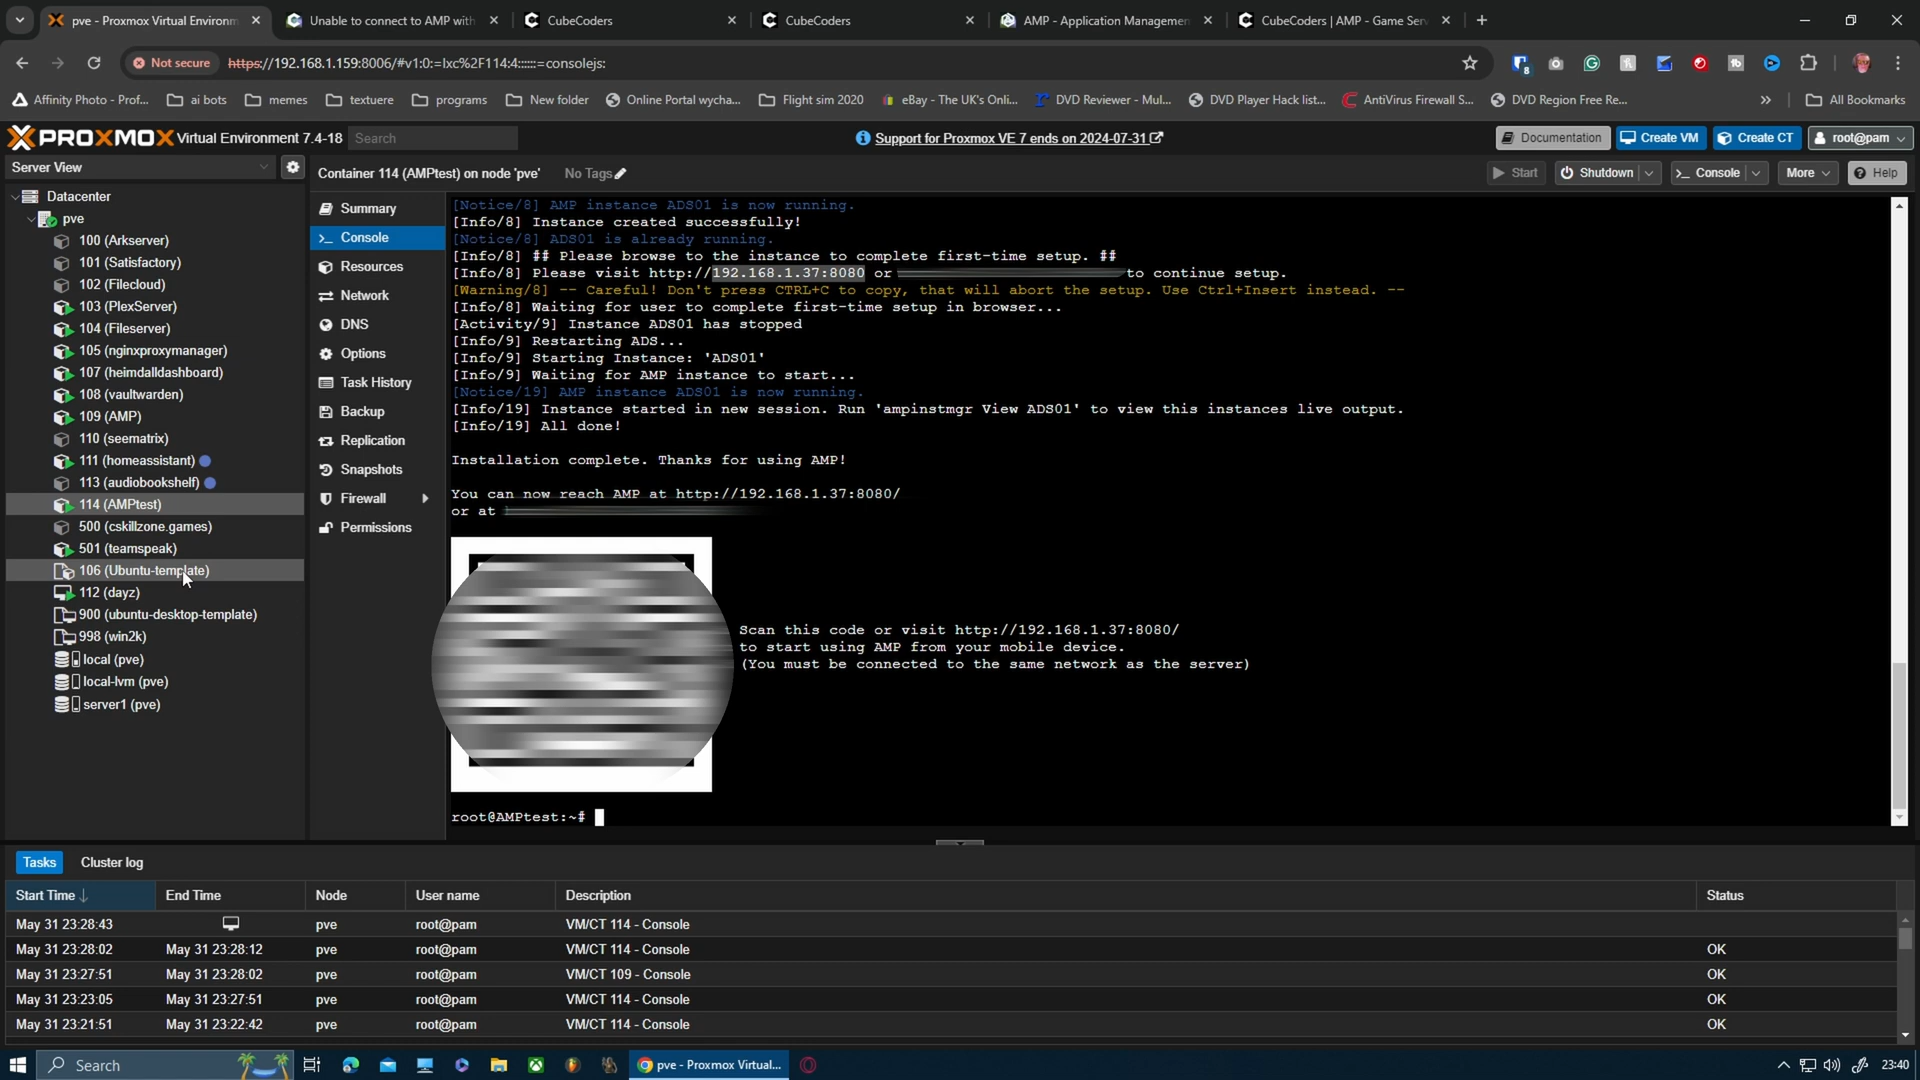 pve - Proxmox Virtual Environm
Unable to connect to AMP with
CubeCoders
CubeCoders
AMP - Application Managemen
CubeCoders | AMP - Game Serv
Not secure
https://192.168.1.159:8006/#v1:0:=lxc%2F114:4::::::=consolejs:
8
Affinity Photo - Prof...
ai bots
memes
textuere
programs
New folder
Online Portal wycha...
Flight sim 2020
eBay - The UK's Onli...
DVD Reviewer - Mul...
DVD Player Hack list...
AntiVirus Firewall S...
DVD Region Free Re...
All Bookmarks
PROXMOX Virtual Environment 7.4-18
Search
Support for Proxmox VE 7 ends on 2024-07-31
Documentation
Create VM
Create CT
root@pam
Server View
Container 114 (AMPtest) on node 'pve'
No Tags
Start
Shutdown
Console
More
Help
Datacenter
pve
100 (Arkserver)
101 (Satisfactory)
102 (Filecloud)
103 (PlexServer)
104 (Fileserver)
105 (nginxproxymanager)
107 (heimdalldashboard)
108 (vaultwarden)
109 (AMP)
110 (seematrix)
111 (homeassistant)
113 (audiobookshelf)
114 (AMPtest)
500 (cskillzone.games)
501 (teamspeak)
106 (Ubuntu-template)
112 (dayz)
900 (ubuntu-desktop-template)
998 (win2k)
local (pve)
local-lvm (pve)
server1 (pve)
Summary
Console
Resources
Network
DNS
Options
Task History
Backup
Replication
Snapshots
Firewall
Permissions
[Notice/8] AMP instance ADS01 is now running.
[Info/8] Instance created successfully!
[Notice/8] ADS01 is already running.
[Info/8] ## Please browse to the instance to complete first-time setup. ##
[Info/8] Please visit http://192.168.1.37:8080 or to continue setup.
[Warning/8] -- Careful! Don't press CTRL+C to copy, that will abort the setup. Use Ctrl+Insert instead. --
[Info/8] Waiting for user to complete first-time setup in browser...
[Activity/9] Instance ADS01 has stopped
[Info/9] Restarting ADS...
[Info/9] Starting Instance: 'ADS01'
[Info/9] Waiting for AMP instance to start...
[Notice/19] AMP instance ADS01 is now running.
[Info/19] Instance started in new session. Run 'ampinstmgr View ADS01' to view this instances live output.
[Info/19] All done!
Installation complete. Thanks for using AMP!
You can now reach AMP at http://192.168.1.37:8080/
or at
Scan this code or visit http://192.168.1.37:8080/
to start using AMP from your mobile device.
(You must be connected to the same network as the server)
root@AMPtest:~#
Tasks
Cluster log
Start Time
End Time
Node
User name
Description
Status
May 31 23:28:43 pve root@pam VM/CT 114 - Console
May 31 23:28:02 May 31 23:28:12 pve root@pam VM/CT 114 - Console OK
May 31 23:27:51 May 31 23:28:02 pve root@pam VM/CT 109 - Console OK
May 31 23:23:05 May 31 23:27:51 pve root@pam VM/CT 114 - Console OK
May 31 23:21:51 May 31 23:22:42 pve root@pam VM/CT 114 - Console OK
Search
pve - Proxmox Virtual...
23:40